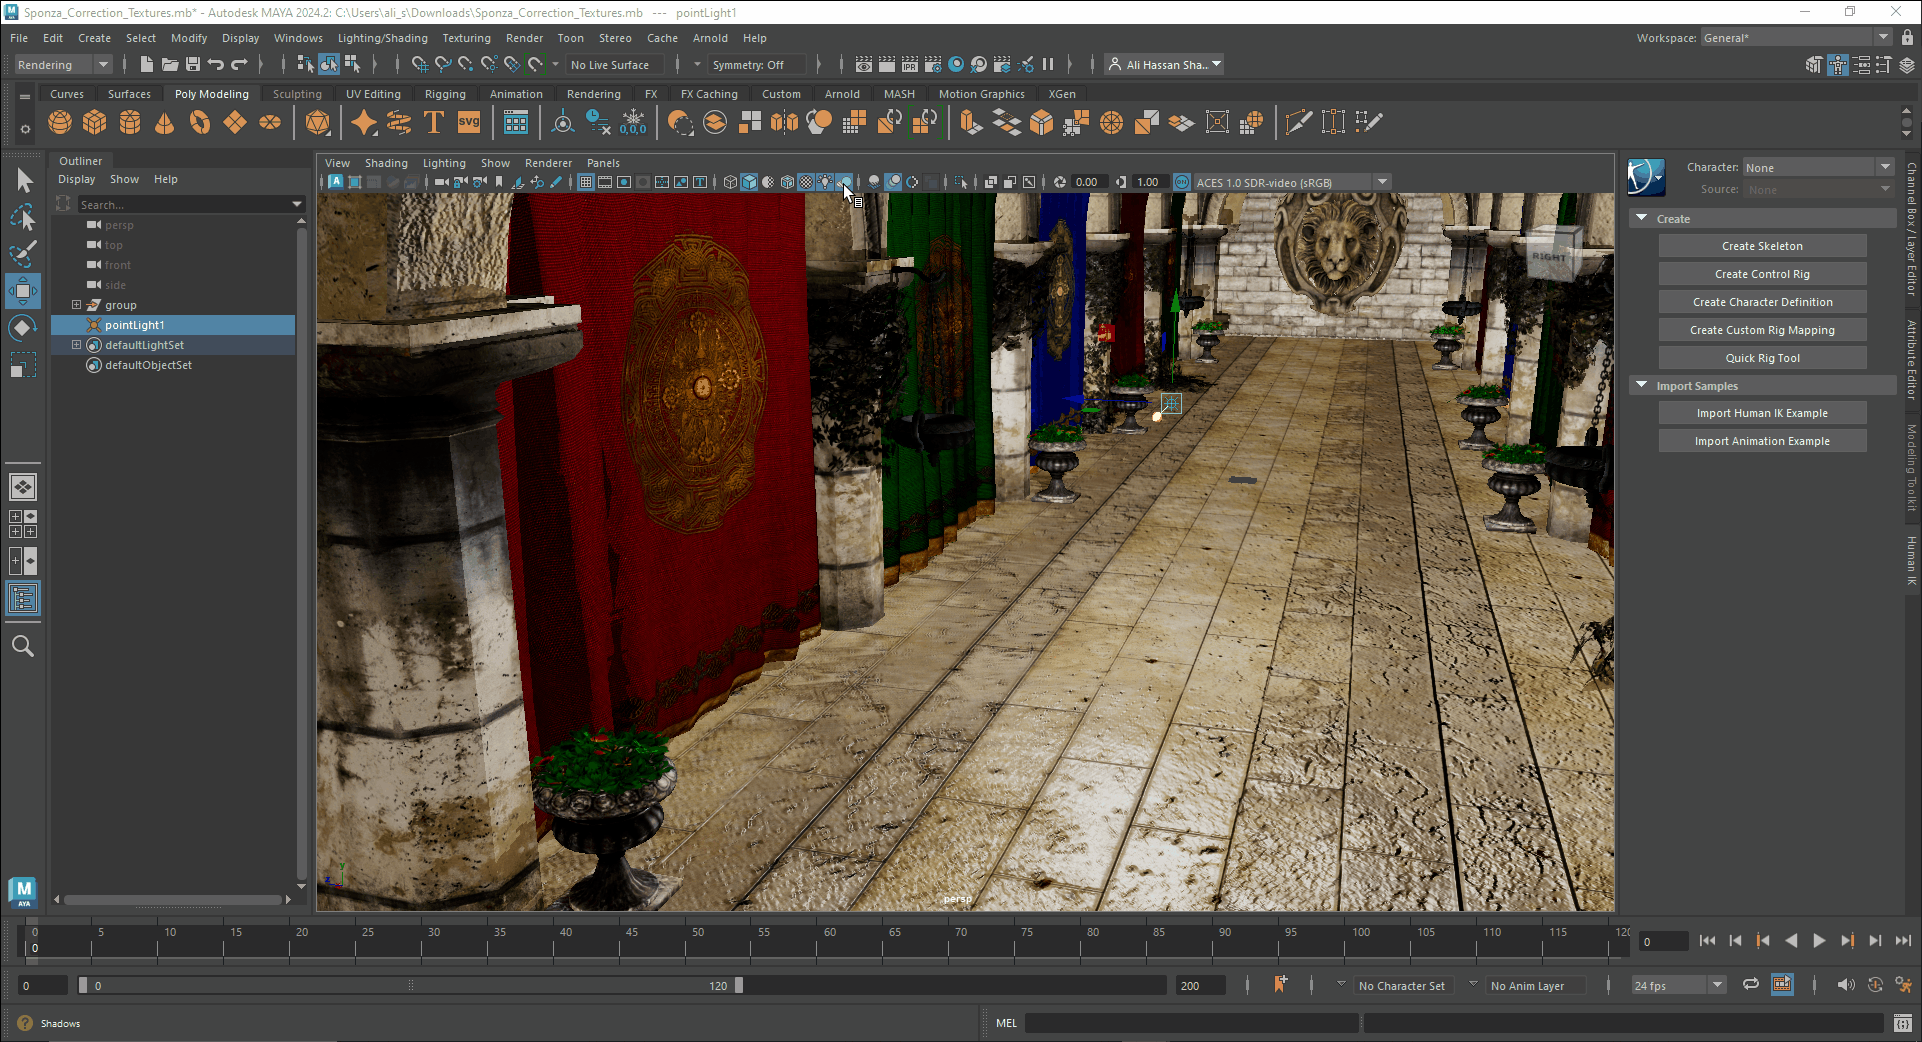 Sponza_Correction_Textures.mb* - Autodesk MAYA 2024.2: C:\Users\ali_s\Downloads\Sponza_Correction_Textures.mb --- pointLight1
File Edit Create Select Modify Display Windows Lighting/Shading Texturing Render Toon Stereo Cache Arnold Help
Workspace: General*
Rendering
No Live Surface
Symmetry: Off
IPR
Ali Hassan Sha...
Curves Surfaces Poly Modeling Sculpting UV Editing Rigging Animation Rendering FX FX Caching Custom Arnold MASH Motion Graphics XGen
T
SVG
0,0,0
Outliner
Display Show Help
Search...
persp
top
front
side
group
pointLight1
defaultLightSet
defaultObjectSet
View Shading Lighting Show Renderer Panels
0.00
1.00
ACES 1.0 SDR-video (sRGB)
RIGHT
persp
Character: None
Source: None
Create
Create Skeleton
Create Control Rig
Create Character Definition
Create Custom Rig Mapping
Quick Rig Tool
Import Samples
Import Human IK Example
Import Animation Example
Channel Box / Layer Editor
Attribute Editor
Modeling Toolkit
Human IK
M
AYA
0 5 10 15 20 25 30 35 40 45 50 55 60 65 70 75 80 85 90 95 100 105 110 115 120
0
0
0
0
120
200
No Character Set
No Anim Layer
24 fps
Shadows
MEL